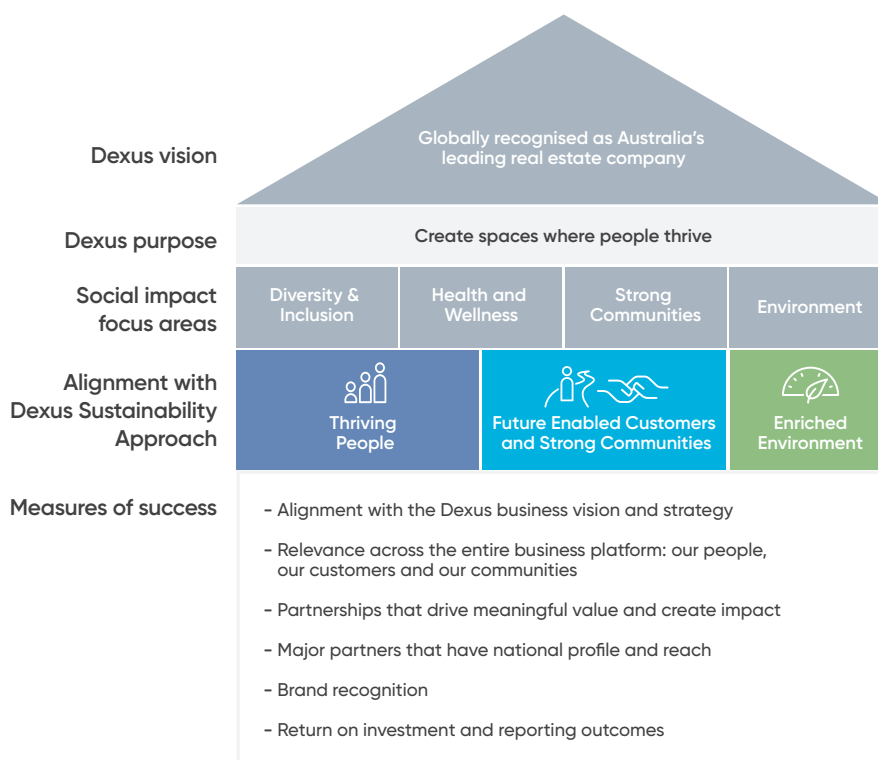 Dexus vision
Globally recognised as Australia's
leading real estate company
Dexus purpose
Create spaces where people thrive
Social impact
focus areas
Diversity &
Inclusion
Health and
Wellness
Strong
Communities
Environment
Alignment with
Dexus Sustainability
Approach
Thriving
People
Future Enabled Customers
and Strong Communities
Enriched
Environment
Measures of success
- Alignment with the Dexus business vision and strategy
- Relevance across the entire business platform: our people,
our customers and our communities
- Partnerships that drive meaningful value and create impact
- Major partners that have national profile and reach
- Brand recognition
- Return on investment and reporting outcomes